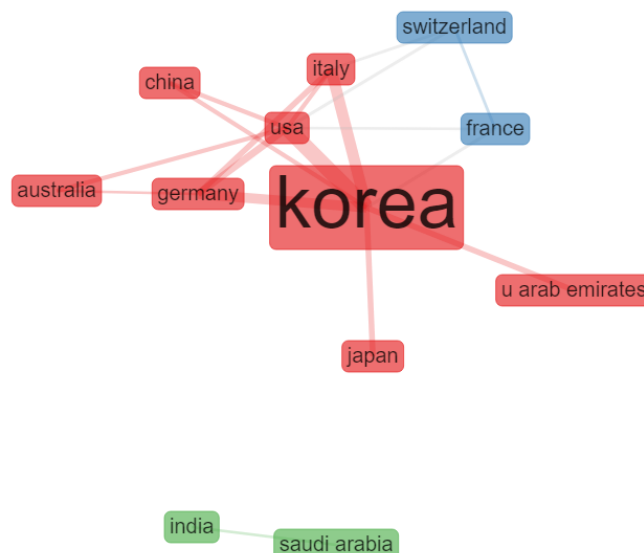 switzerland
italy
china
usa
france
australia
germany
korea
u arab emirates
japan
india
saudi arabia